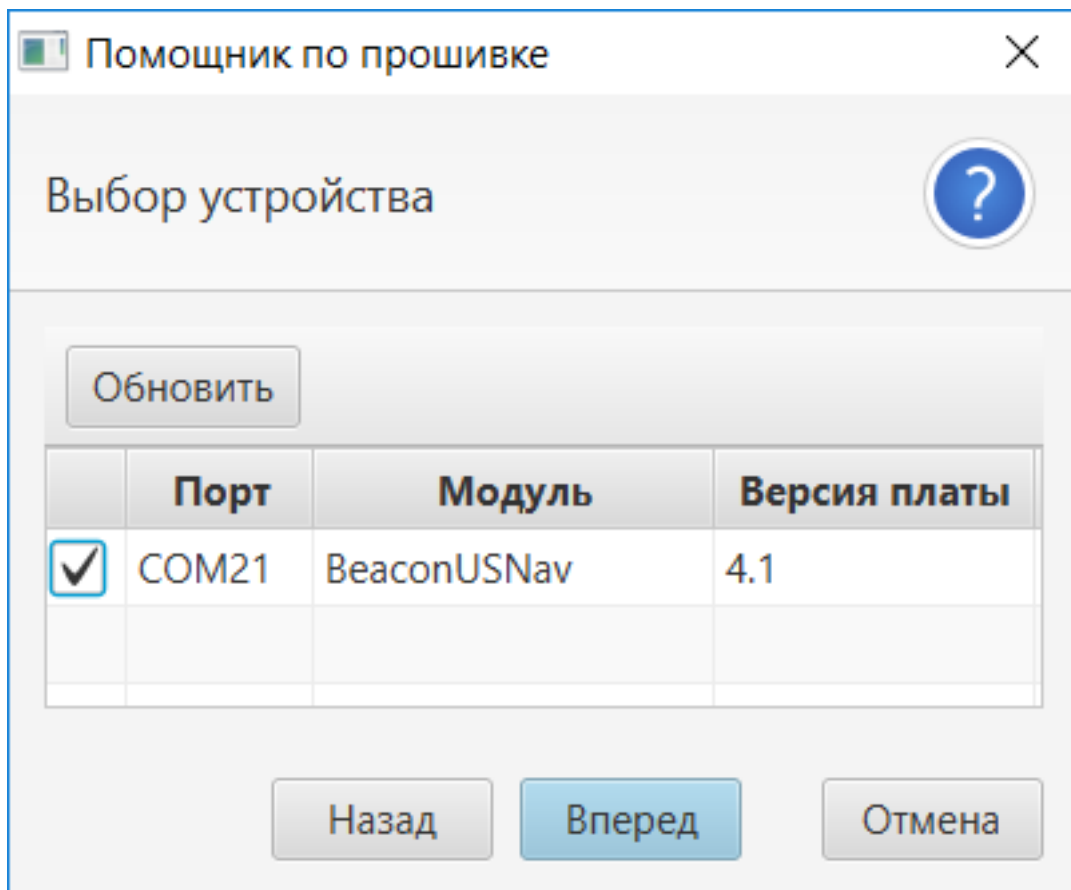 Помощник по прошивке
Выбор устройства
?
Обновить
Порт Модуль Версия платы
COM21 BeaconUSNav 4.1
Назад Вперед Отмена